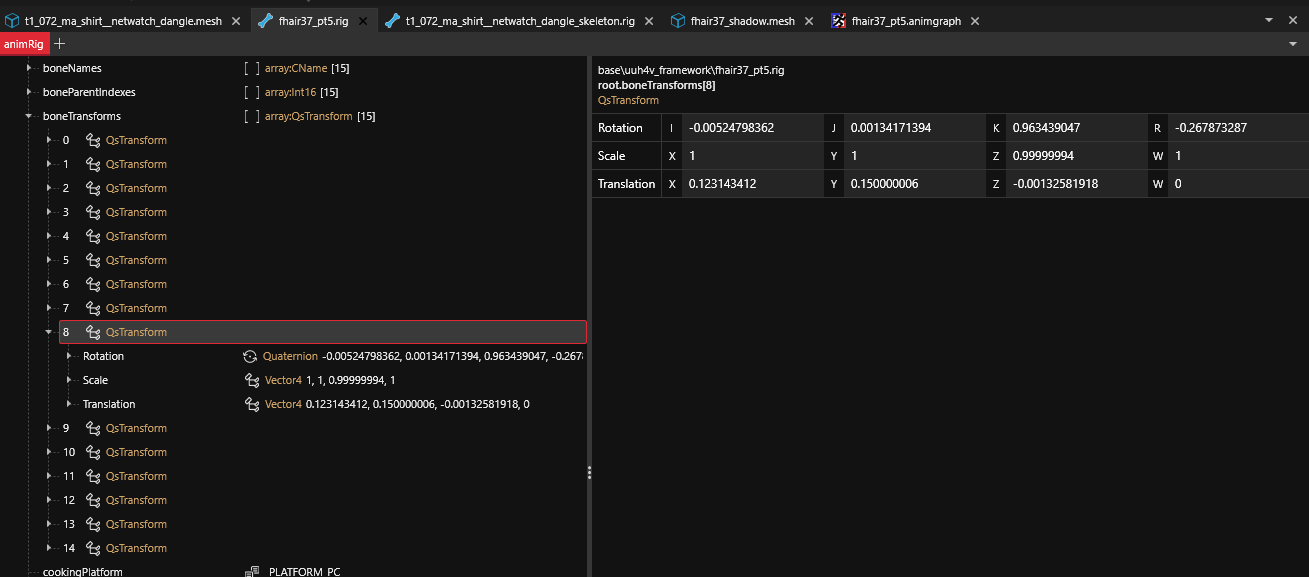 t1_072_ma_shirt__netwatch_dangle.mesh fhair37_pt5.rig t1_072_ma_shirt__netwatch_dangle_skeleton.rig fhair37_shadow.mesh fhair37_pt5.animgraph
animRig
boneNames [ ] array:CName [15]
boneParentIndexes [ ] array:Int16 [15]
boneTransforms [ ] array:QsTransform [15]
0 QsTransform
1 QsTransform
2 QsTransform
3 QsTransform
4 QsTransform
5 QsTransform
6 QsTransform
7 QsTransform
8 QsTransform
Rotation Quaternion -0.00524798362, 0.00134171394, 0.963439047, -0.2678
Scale Vector4 1, 1, 0.99999994, 1
Translation Vector4 0.123143412, 0.150000006, -0.00132581918, 0
9 QsTransform
10 QsTransform
11 QsTransform
12 QsTransform
13 QsTransform
14 QsTransform
cookingPlatform PLATFORM_PC
base\uuh4v_framework\fhair37_pt5.rig
root.boneTransforms[8]
QsTransform
Rotation I -0.00524798362 J 0.00134171394 K 0.963439047 R -0.267873287
Scale X 1 Y 1 Z 0.99999994 W 1
Translation X 0.123143412 Y 0.150000006 Z -0.00132581918 W 0